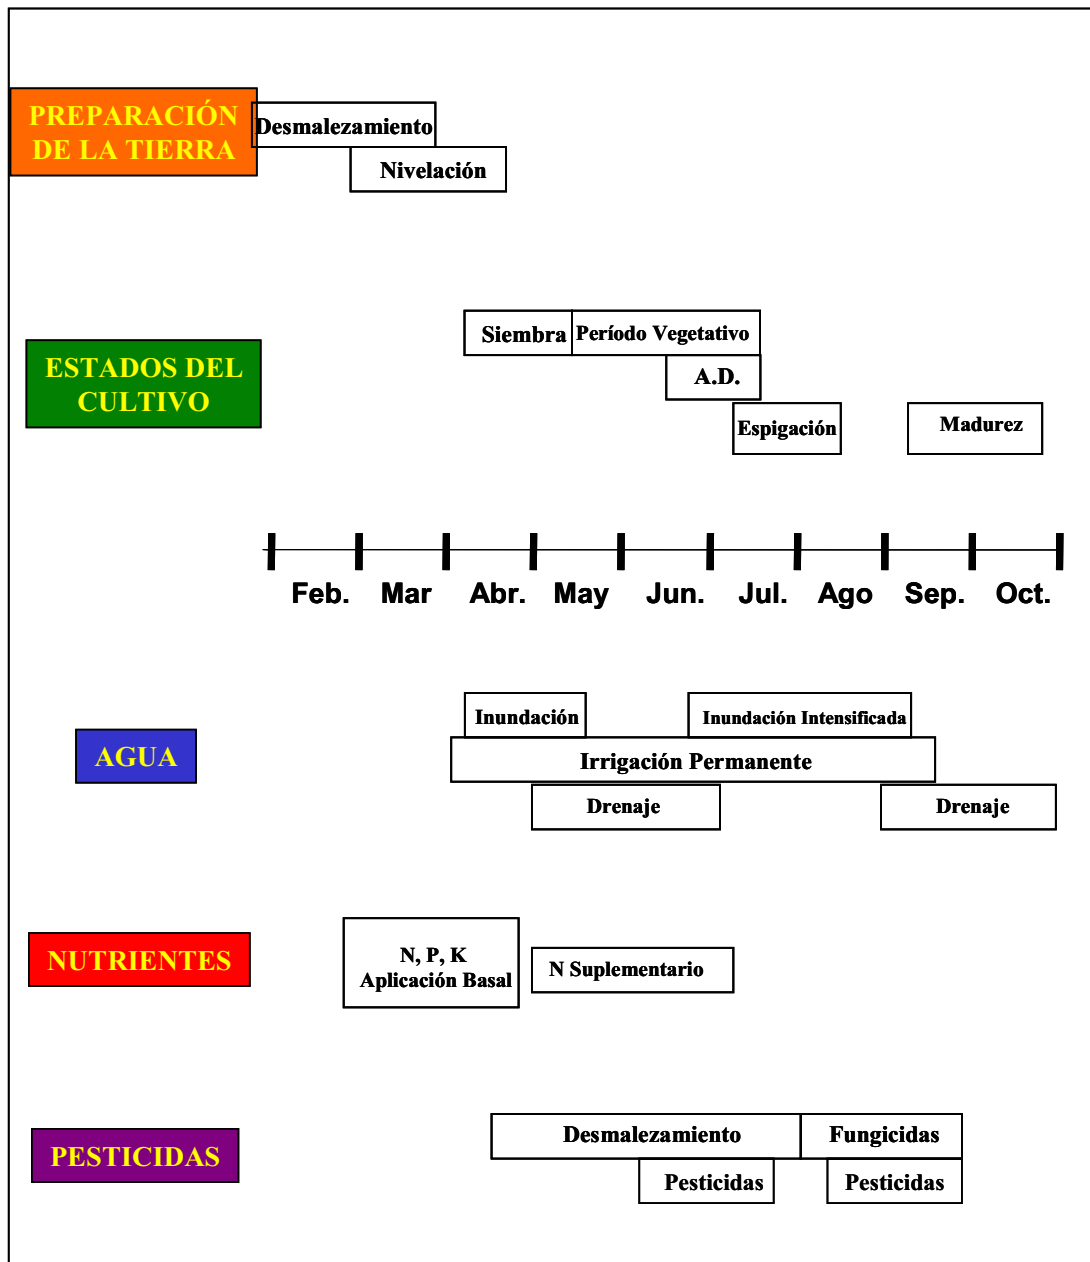 PREPARACIÓN
DE LA TIERRA
Desmalezamiento
Nivelación
ESTADOS DEL
CULTIVO
Siembra
Período Vegetativo
A.D.
Espigación
Madurez
Feb.
Mar
Abr.
May
Jun.
Jul.
Ago
Sep.
Oct.
AGUA
Inundación
Inundación Intensificada
Irrigación Permanente
Drenaje
Drenaje
NUTRIENTES
N, P, K
Aplicación Basal
N Suplementario
PESTICIDAS
Desmalezamiento
Fungicidas
Pesticidas
Pesticidas